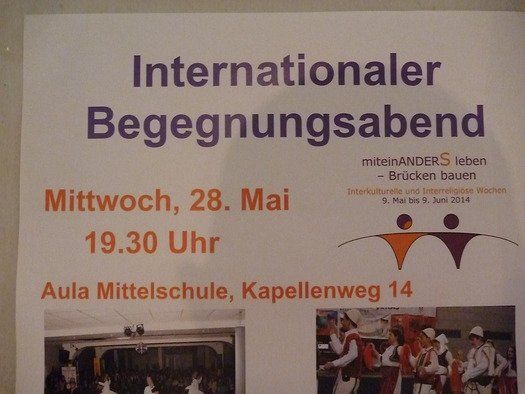 Internationaler
Begegnungsabend
miteinANDERS leben
– Brücken bauen
Interkulturelle und Interreligiöse Wochen
9. Mai bis 9. Juni 2014
Mittwoch, 28. Mai
19.30 Uhr
Aula Mittelschule, Kapellenweg 14